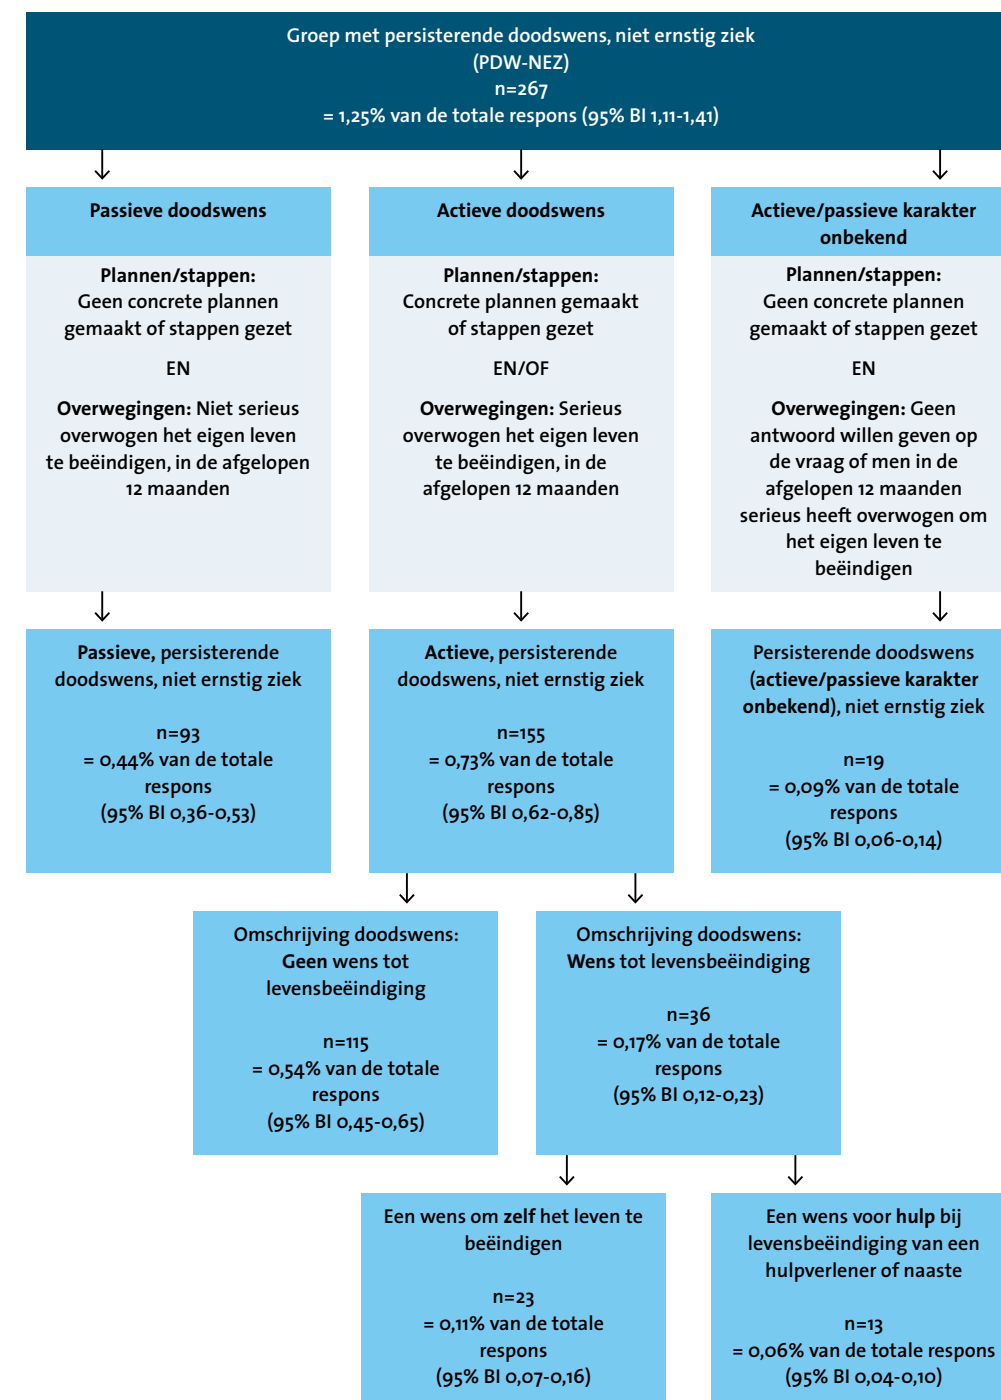 Groep met persisterende doodswens, niet ernstig ziek
(PDW-NEZ)
n=267
= 1,25% van de totale respons (95% BI 1,11-1,41)
Passieve doodswens
Plannen/stappen:
Geen concrete plannen
gemaakt of stappen gezet
EN
Overwegingen: Niet serieus
overwogen het eigen leven
te beëindigen, in de afgelopen
12 maanden
Actieve doodswens
Plannen/stappen:
Concrete plannen gemaakt
of stappen gezet
EN/OF
Overwegingen: Serieus
overwogen het eigen leven
te beëindigen, in de
afgelopen 12 maanden
Actieve/passieve karakter
onbekend
Plannen/stappen:
Geen concrete plannen
gemaakt of stappen gezet
EN
Overwegingen: Geen
antwoord willen geven op
de vraag of men in de
afgelopen 12 maanden
serieus heeft overwogen om
het eigen leven te
beëindigen
Passieve, persisterende
doodswens, niet ernstig ziek
n=93
= 0,44% van de totale
respons
(95% BI 0,36-0,53)
Actieve, persisterende
doodswens, niet ernstig ziek
n=155
= 0,73% van de totale
respons
(95% BI 0,62-0,85)
Persisterende doodswens
(actieve/passieve karakter
onbekend), niet ernstig ziek
n=19
= 0,09% van de totale
respons
(95% BI 0,06-0,14)
Omschrijving doodswens:
Geen wens tot
levensbeëindiging
n=115
= 0,54% van de totale
respons
(95% BI 0,45-0,65)
Omschrijving doodswens:
Wens tot levensbeëindiging
n=36
= 0,17% van de totale
respons
(95% BI 0,12-0,23)
Een wens om zelf het leven te
beëindigen
n=23
= 0,11% van de totale
respons
(95% BI 0,07-0,16)
Een wens voor hulp bij
levensbeëindiging van een
hulpverlener of naaste
n=13
= 0,06% van de totale respons
(95% BI 0,04-0,10)